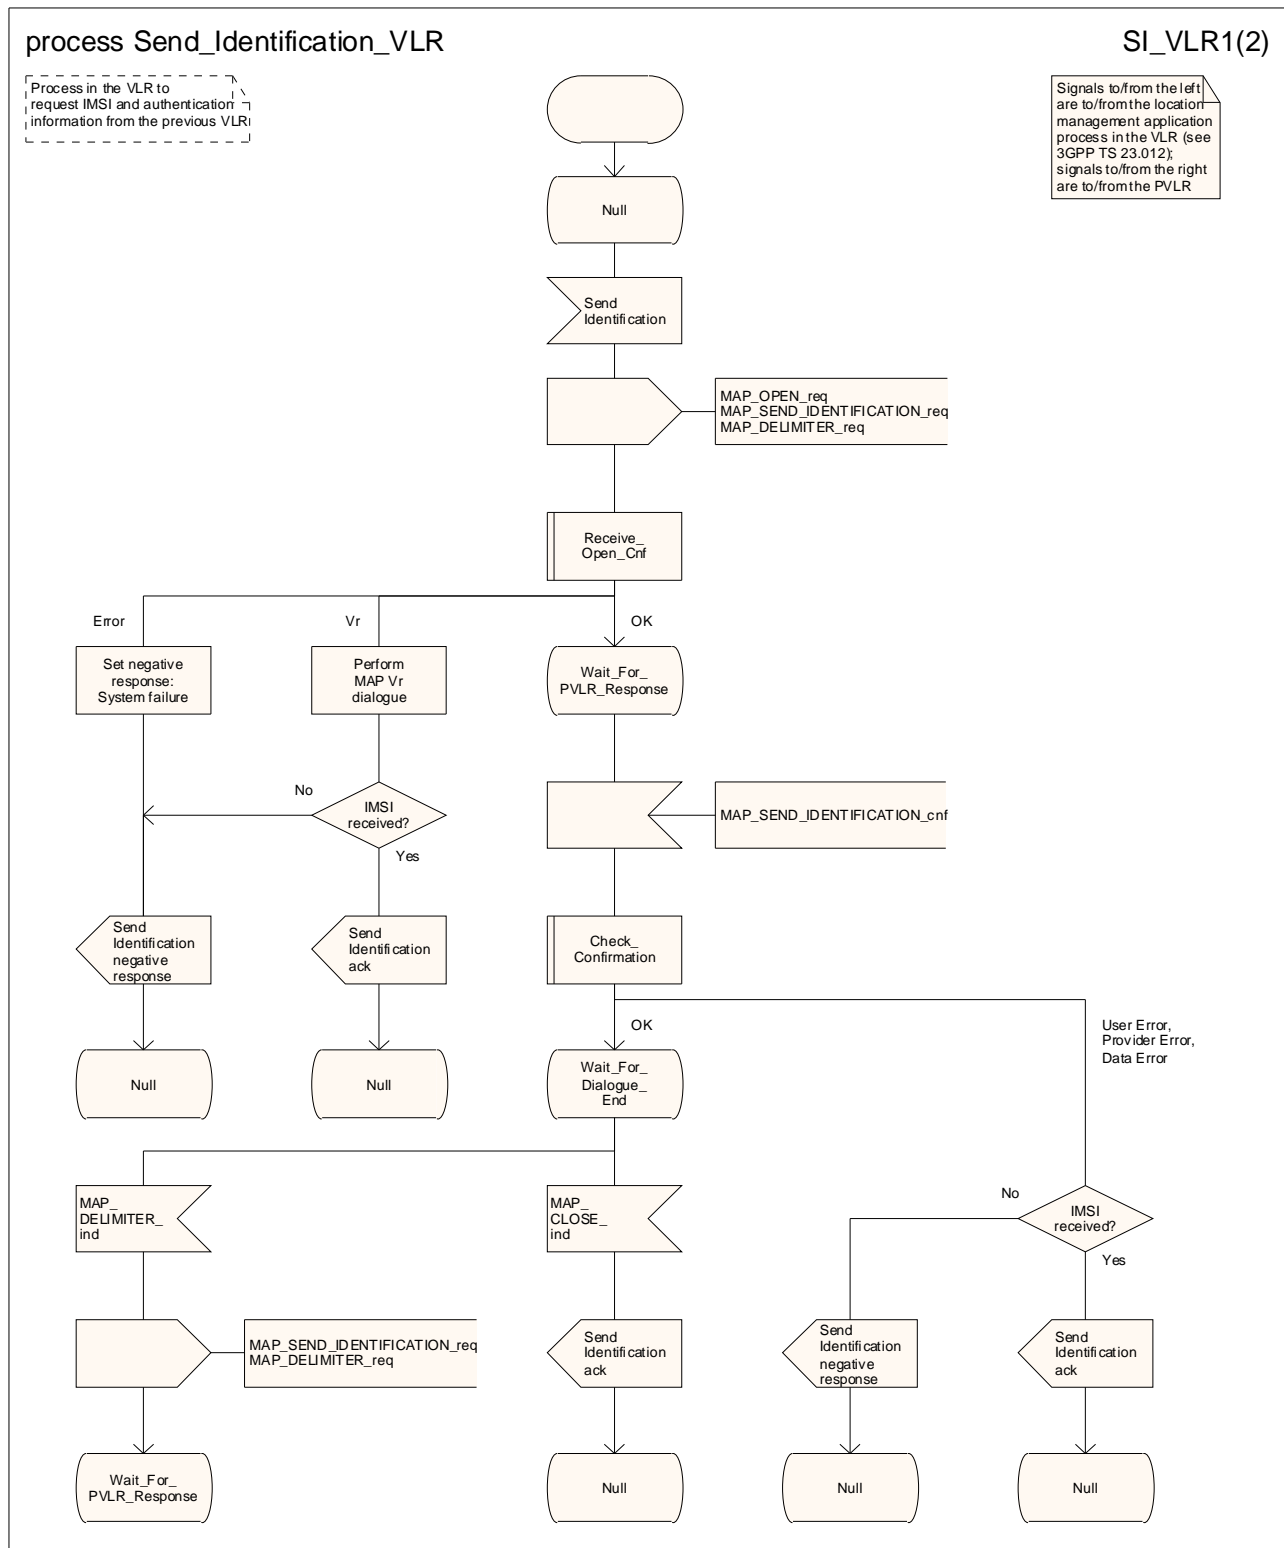 process Send_Identification_VLR
SI_VLR1(2)
Process in the VLR to
request IMSI and authentication
information from the previous VLR
Signals to/from the left
are to/from the location
management application
process in the VLR (see
3GPP TS 23.012);
signals to/from the right
are to/from the PVLR
Null
Send
Identification
MAP_OPEN_req
MAP_SEND_IDENTIFICATION_req
MAP_DELIMITER_req
Receive_
Open_Cnf
Error
Vr
OK
Set negative
response:
System failure
Perform
MAP Vr
dialogue
Wait_For_
PVLR_Response
No
IMSI
received?
Yes
MAP_SEND_IDENTIFICATION_cnf
Send
Identification
negative
response
Send
Identification
ack
Check_
Confirmation
OK
User Error,
Provider Error,
Data Error
Null
Null
Wait_For_
Dialogue_
End
MAP_
DELIMITER_
ind
MAP_
CLOSE_
ind
No
IMSI
received?
Yes
MAP_SEND_IDENTIFICATION_req
MAP_DELIMITER_req
Send
Identification
ack
Send
Identification
negative
response
Send
Identification
ack
Wait_For_
PVLR_Response
Null
Null
Null